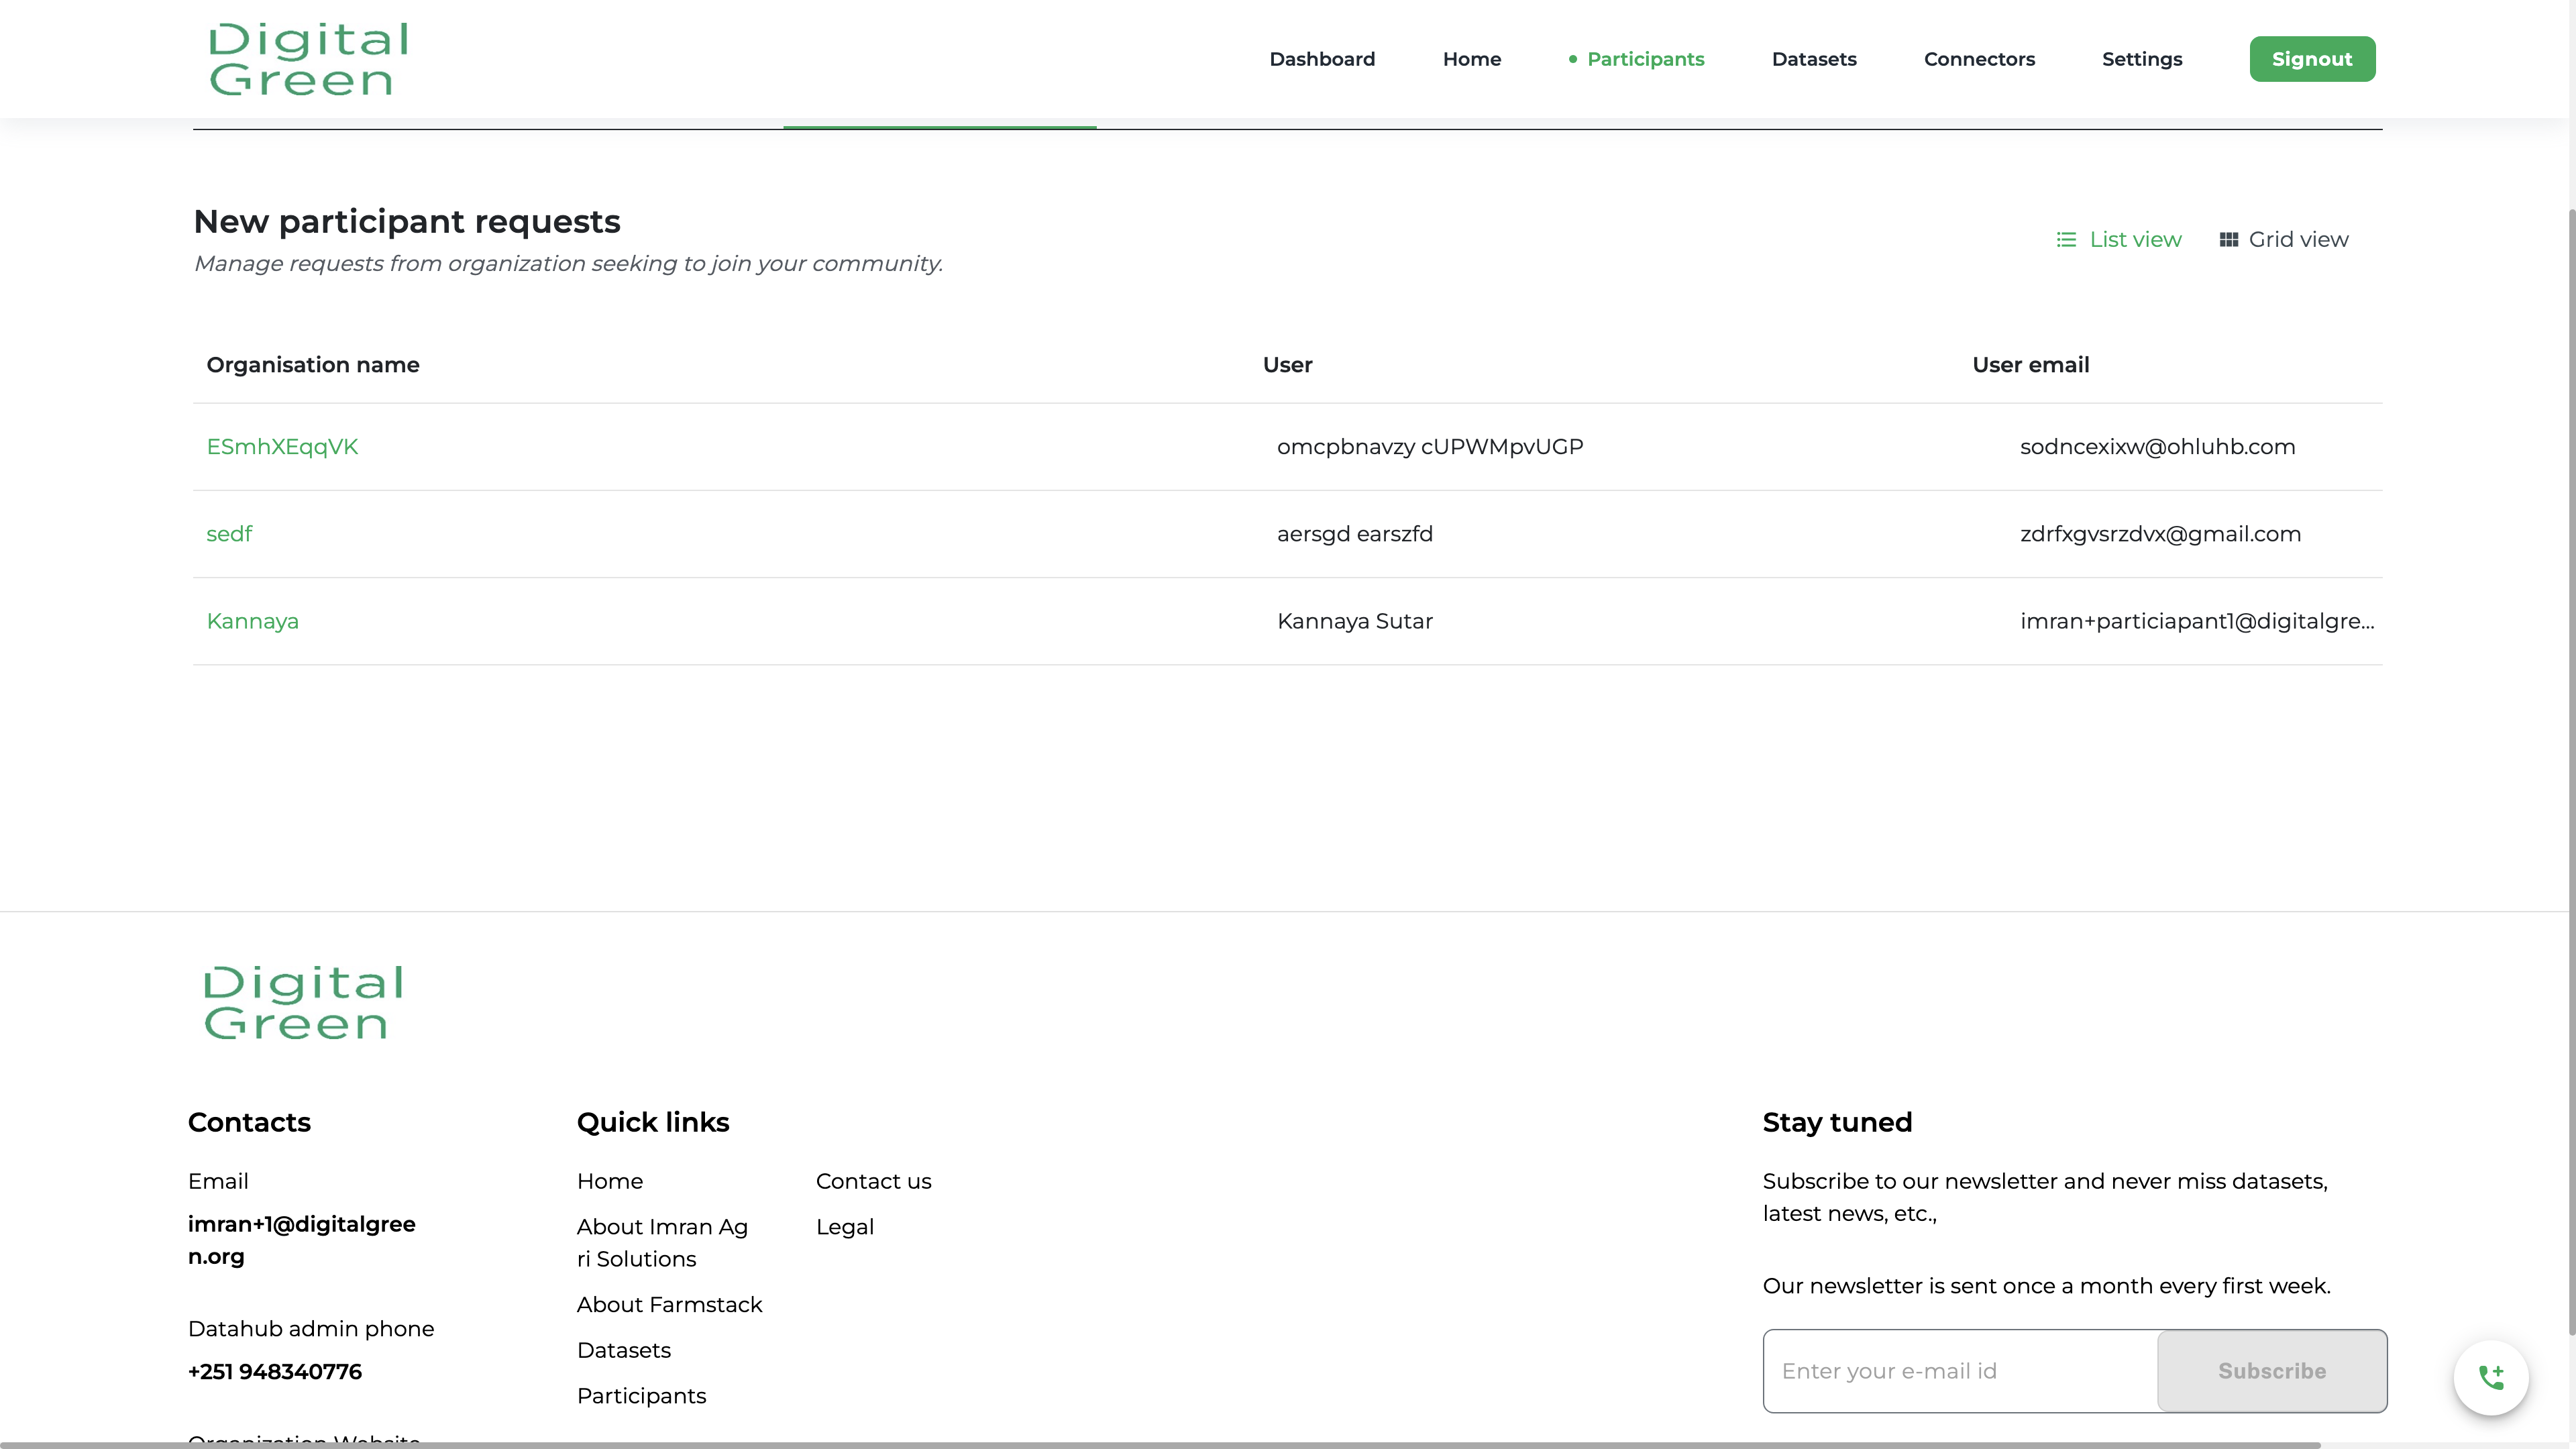 Digital
Green
Dashboard
Home
Participants
Datasets
Connectors
Settings
Signout
New participant requests
Manage requests from organization seeking to join your community.
List view
Grid view
Organisation name
User
User email
ESmhXEqqVK
omcpbnavzy cUPWMpvUGP
sodncexixw@ohluhb.com
sedf
aersgd earszfd
zdrfxgvsrzdvx@gmail.com
Kannaya
Kannaya Sutar
imran+particiapant1@digitalgre...
Digital
Green
Contacts
Email
imran+1@digitalgree
n.org
Datahub admin phone
+251 948340776
Organization Website
Quick links
Home
About Imran Ag
ri Solutions
About Farmstack
Datasets
Participants
Contact us
Legal
Stay tuned
Subscribe to our newsletter and never miss datasets,
latest news, etc.,
Our newsletter is sent once a month every first week.
Enter your e-mail id
Subscribe